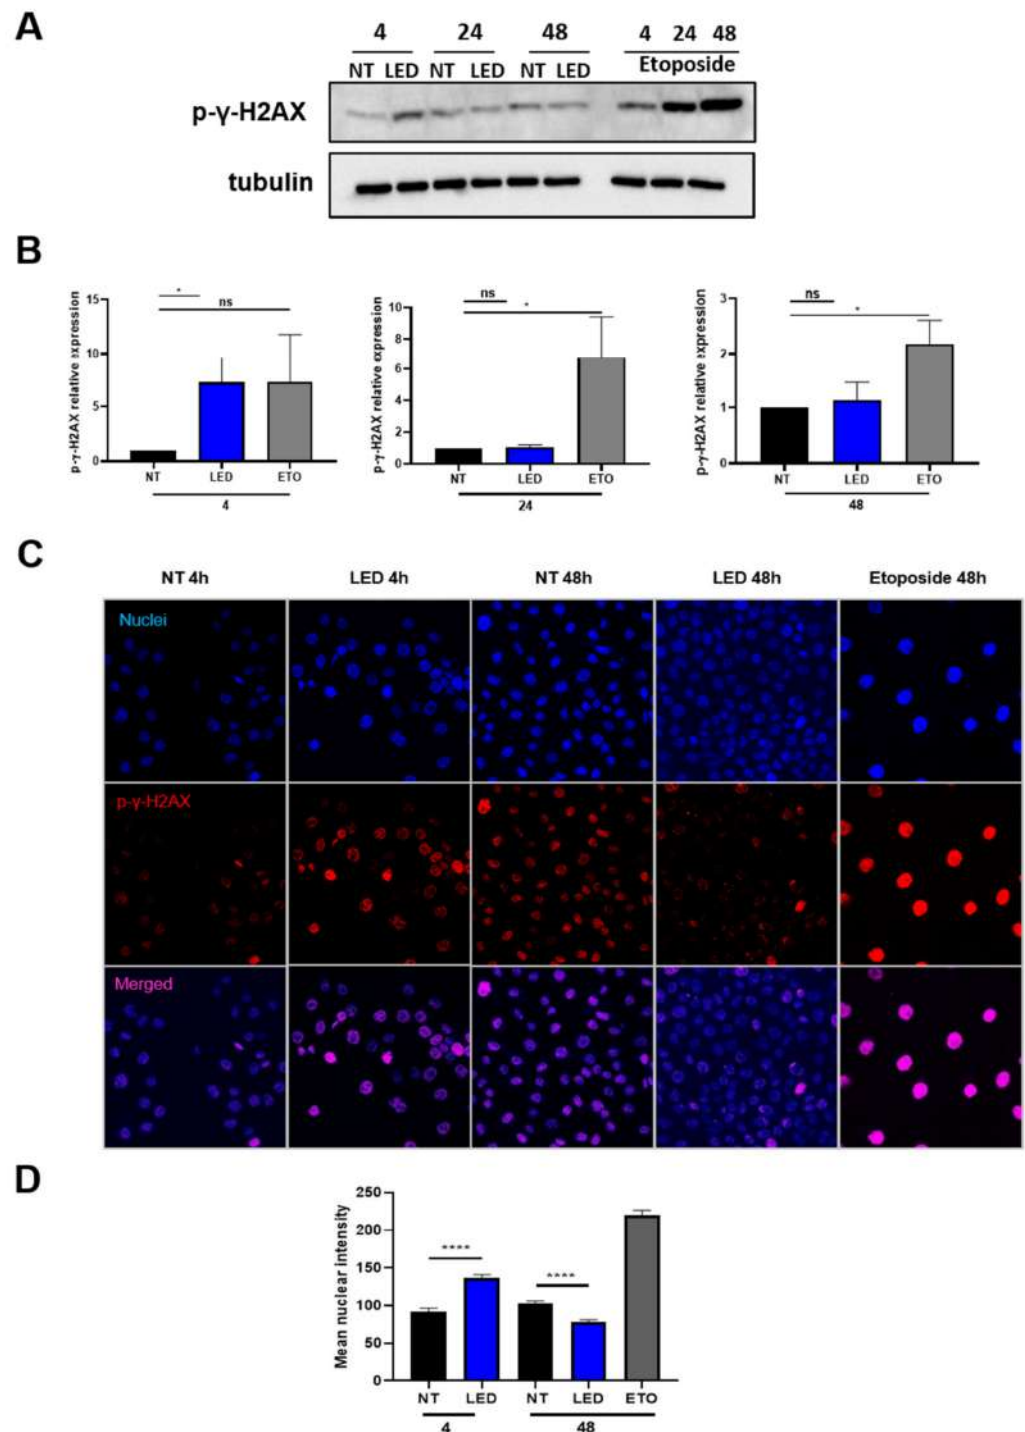 A
4 24 48 4 24 48
NT LED NT LED NT LED Etoposide
p-γ-H2AX
tubulin
B
p-γ-H2AX relative expression
15
10
5
0
*
ns
NT LED ETO
4
p-γ-H2AX relative expression
10
8
6
4
2
0
ns
*
NT LED ETO
24
p-γ-H2AX relative expression
3
2
1
0
ns
*
NT LED ETO
48
C
NT 4h LED 4h NT 48h LED 48h Etoposide 48h
Nuclei
p-γ-H2AX
Merged
D
Mean nuclear intensity
250
200
150
100
50
0
****
****
NT LED NT LED ETO
4 48